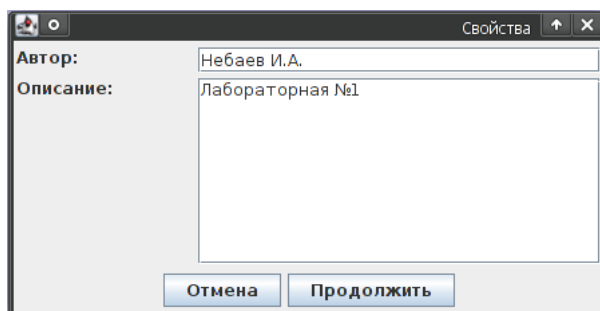 Свойства
Автор: Небаев И.А.
Описание: Лабораторная №1
Отмена Продолжить